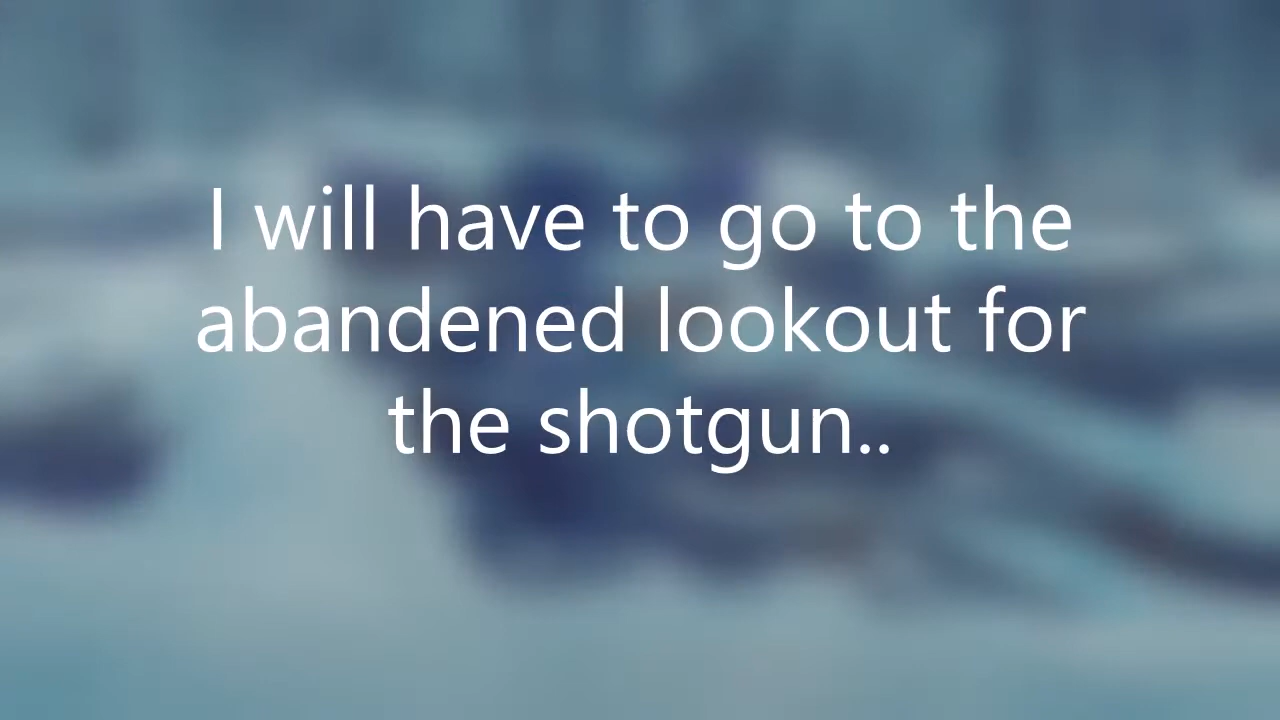 I will have to go to the
abandened lookout for
the shotgun..